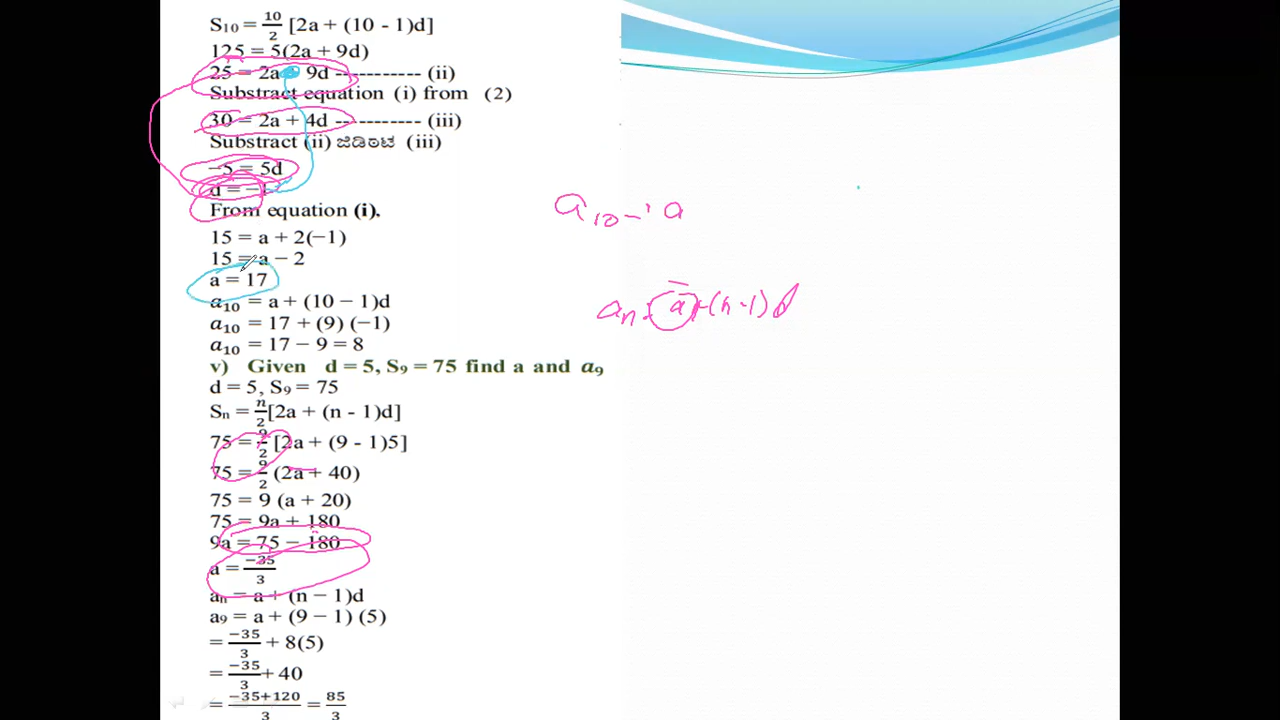 S₁₀ = 10/2 [2a + (10 - 1)d]
125 = 5(2a + 9d)
25 = 2a + 9d ----------- (ii)
Substract equation (i) from (2)
30 = 2a + 4d ----------- (iii)
Substract (ii) ಜಿಡಿಠಟ (iii)
−5 = 5d
d = −1
From equation (i).
15 = a + 2(−1)
15 = a − 2
a = 17
a₁₀ = a + (10 − 1)d
a₁₀ = 17 + (9) (−1)
a₁₀ = 17 − 9 = 8
v) Given d = 5, S₉ = 75 find a and a₉
d = 5, S₉ = 75
Sₙ = n/2[2a + (n - 1)d]
75 = 9/2 [2a + (9 - 1)5]
75 = 9/2 (2a + 40)
75 = 9 (a + 20)
75 = 9a + 180
9a = 75 − 180
a = −35/3
aₙ = a + (n − 1)d
a₉ = a + (9 − 1) (5)
= −35/3 + 8(5)
= −35/3 + 40
= −35+120/3 = 85/3
a₁₀ − a
aₙ = a + (n - 1) d